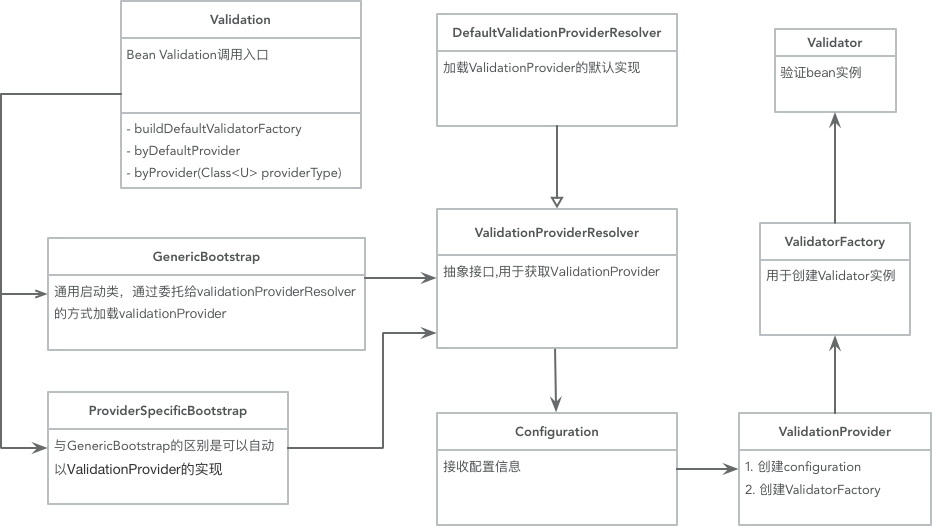 Validation
Bean Validation调用入口
- buildDefaultValidatorFactory
- byDefaultProvider
- byProvider(Class<U> providerType)
DefaultValidationProviderResolver
加载ValidationProvider的默认实现
Validator
验证bean实例
GenericBootstrap
通用启动类，通过委托给validationProviderResolver
的方式加载validationProvider
ValidationProviderResolver
抽象接口,用于获取ValidationProvider
ValidatorFactory
用于创建Validator实例
ProviderSpecificBootstrap
与GenericBootstrap的区别是可以自动
以ValidationProvider的实现
Configuration
接收配置信息
ValidationProvider
1. 创建configuration
2. 创建ValidatorFactory